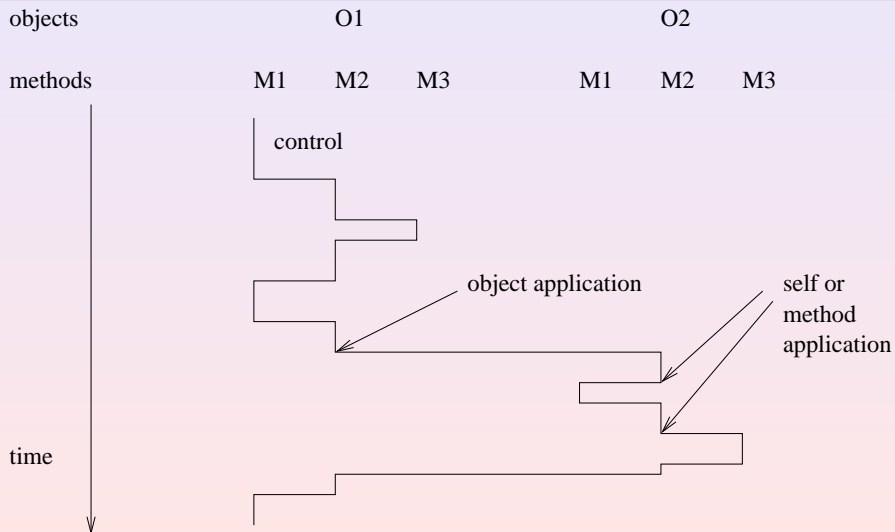 objects O1 O2
methods M1 M2 M3 M1 M2 M3
control
object application
self or
method
application
time